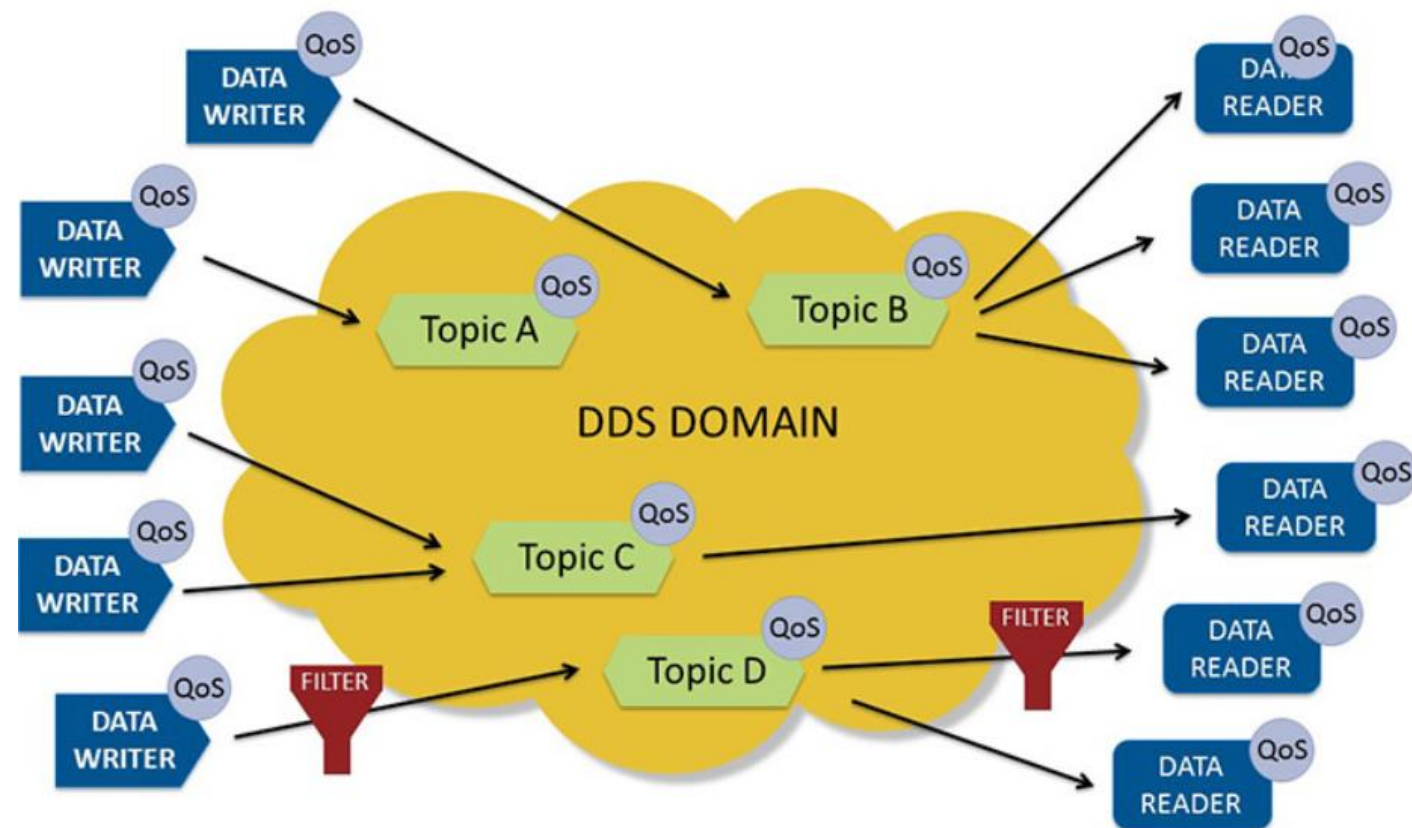 QoS
DATA
WRITER
QoS
DATA
READER
QoS
DATA
WRITER
QoS
DATA
READER
QoS
Topic A
QoS
Topic B
QoS
DATA
READER
QoS
DATA
WRITER
DDS DOMAIN
QoS
DATA
READER
QoS
DATA
WRITER
QoS
Topic C
QoS
DATA
READER
FILTER
QoS
Topic D
QoS
DATA
WRITER
FILTER
QoS
DATA
READER